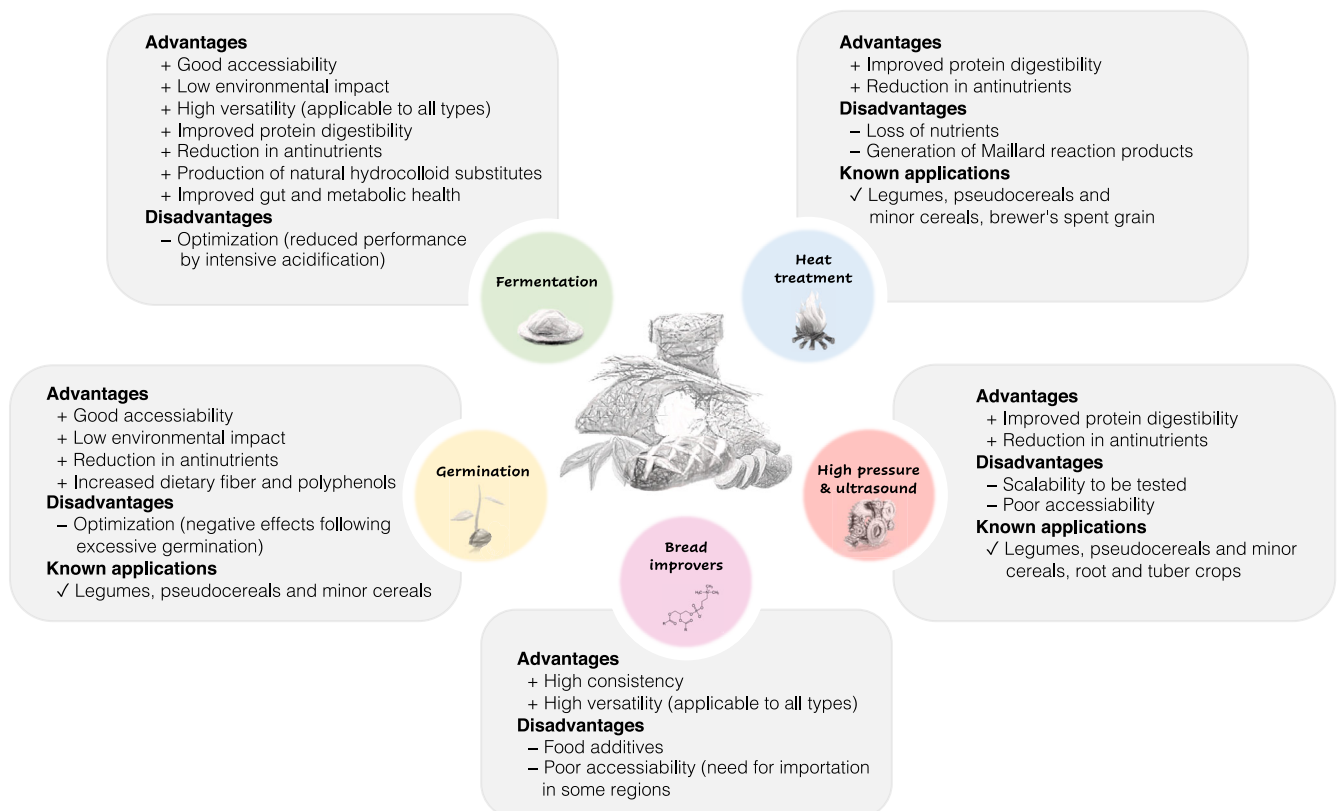 Advantages
+ Good accessiability
+ Low environmental impact
+ High versatility (applicable to all types)
+ Improved protein digestibility
+ Reduction in antinutrients
+ Production of natural hydrocolloid substitutes
+ Improved gut and metabolic health
Disadvantages
− Optimization (reduced performance
by intensive acidification)
Fermentation
Advantages
+ Improved protein digestibility
+ Reduction in antinutrients
Disadvantages
− Loss of nutrients
− Generation of Maillard reaction products
Known applications
✓ Legumes, pseudocereals and
minor cereals, brewer's spent grain
Heat
treatment
Advantages
+ Good accessiability
+ Low environmental impact
+ Reduction in antinutrients
+ Increased dietary fiber and polyphenols
Disadvantages
− Optimization (negative effects following
excessive germination)
Known applications
✓ Legumes, pseudocereals and minor cereals
Germination
High pressure
& ultrasound
Advantages
+ Improved protein digestibility
+ Reduction in antinutrients
Disadvantages
− Scalability to be tested
− Poor accessiability
Known applications
✓ Legumes, pseudocereals and minor
cereals, root and tuber crops
Bread
improvers
Advantages
+ High consistency
+ High versatility (applicable to all types)
Disadvantages
− Food additives
− Poor accessiability (need for importation
in some regions